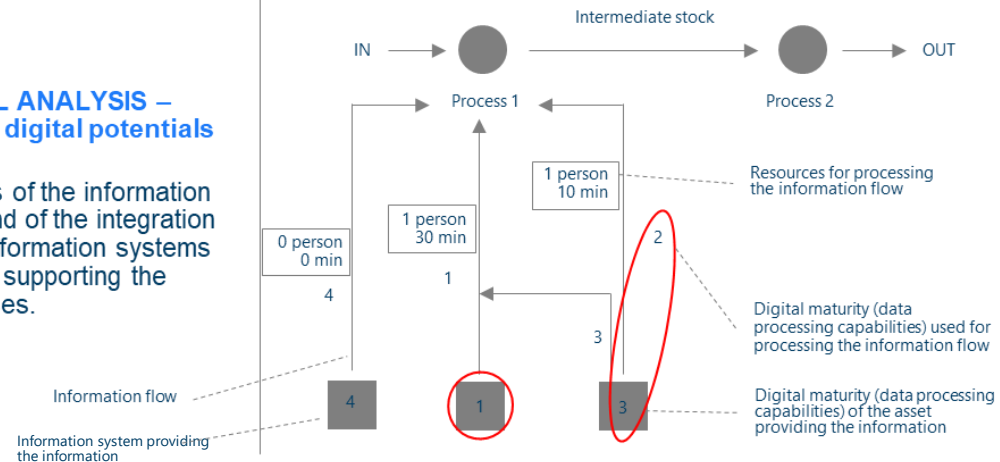 L ANALYSIS –
digital potentials
s of the information
nd of the integration
formation systems
supporting the
es.
Intermediate stock
IN
OUT
Process 1
Process 2
1 person
10 min
Resources for processing
the information flow
1 person
30 min
0 person
0 min
2
1
4
3
Digital maturity (data
processing capabilities) used for
processing the information flow
Information flow
4
1
3
Digital maturity (data processing
capabilities) of the asset
providing the information
Information system providing
the information